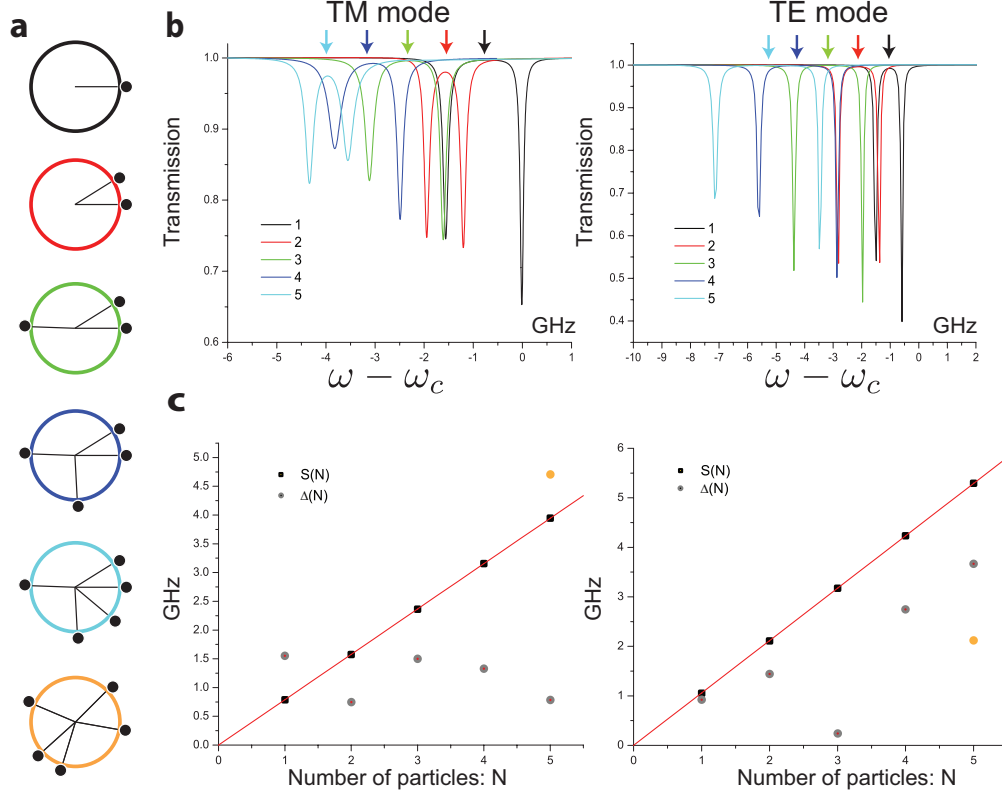 a
b
TM mode
TE mode
Transmission
1.0
0.9
0.8
0.7
0.6
1
2
3
4
5
GHz
-6 -5 -4 -3 -2 -1 0 1
ω − ω_c
Transmission
1.0
0.9
0.8
0.7
0.6
0.5
0.4
1
2
3
4
5
GHz
-10 -9 -8 -7 -6 -5 -4 -3 -2 -1 0 1 2
ω − ω_c
c
GHz
5.0
4.5
4.0
3.5
3.0
2.5
2.0
1.5
1.0
0.5
0.0
S(N)
Δ(N)
0 1 2 3 4 5
Number of particles: N
GHz
6
5
4
3
2
1
0
S(N)
Δ(N)
0 1 2 3 4 5
Number of particles: N